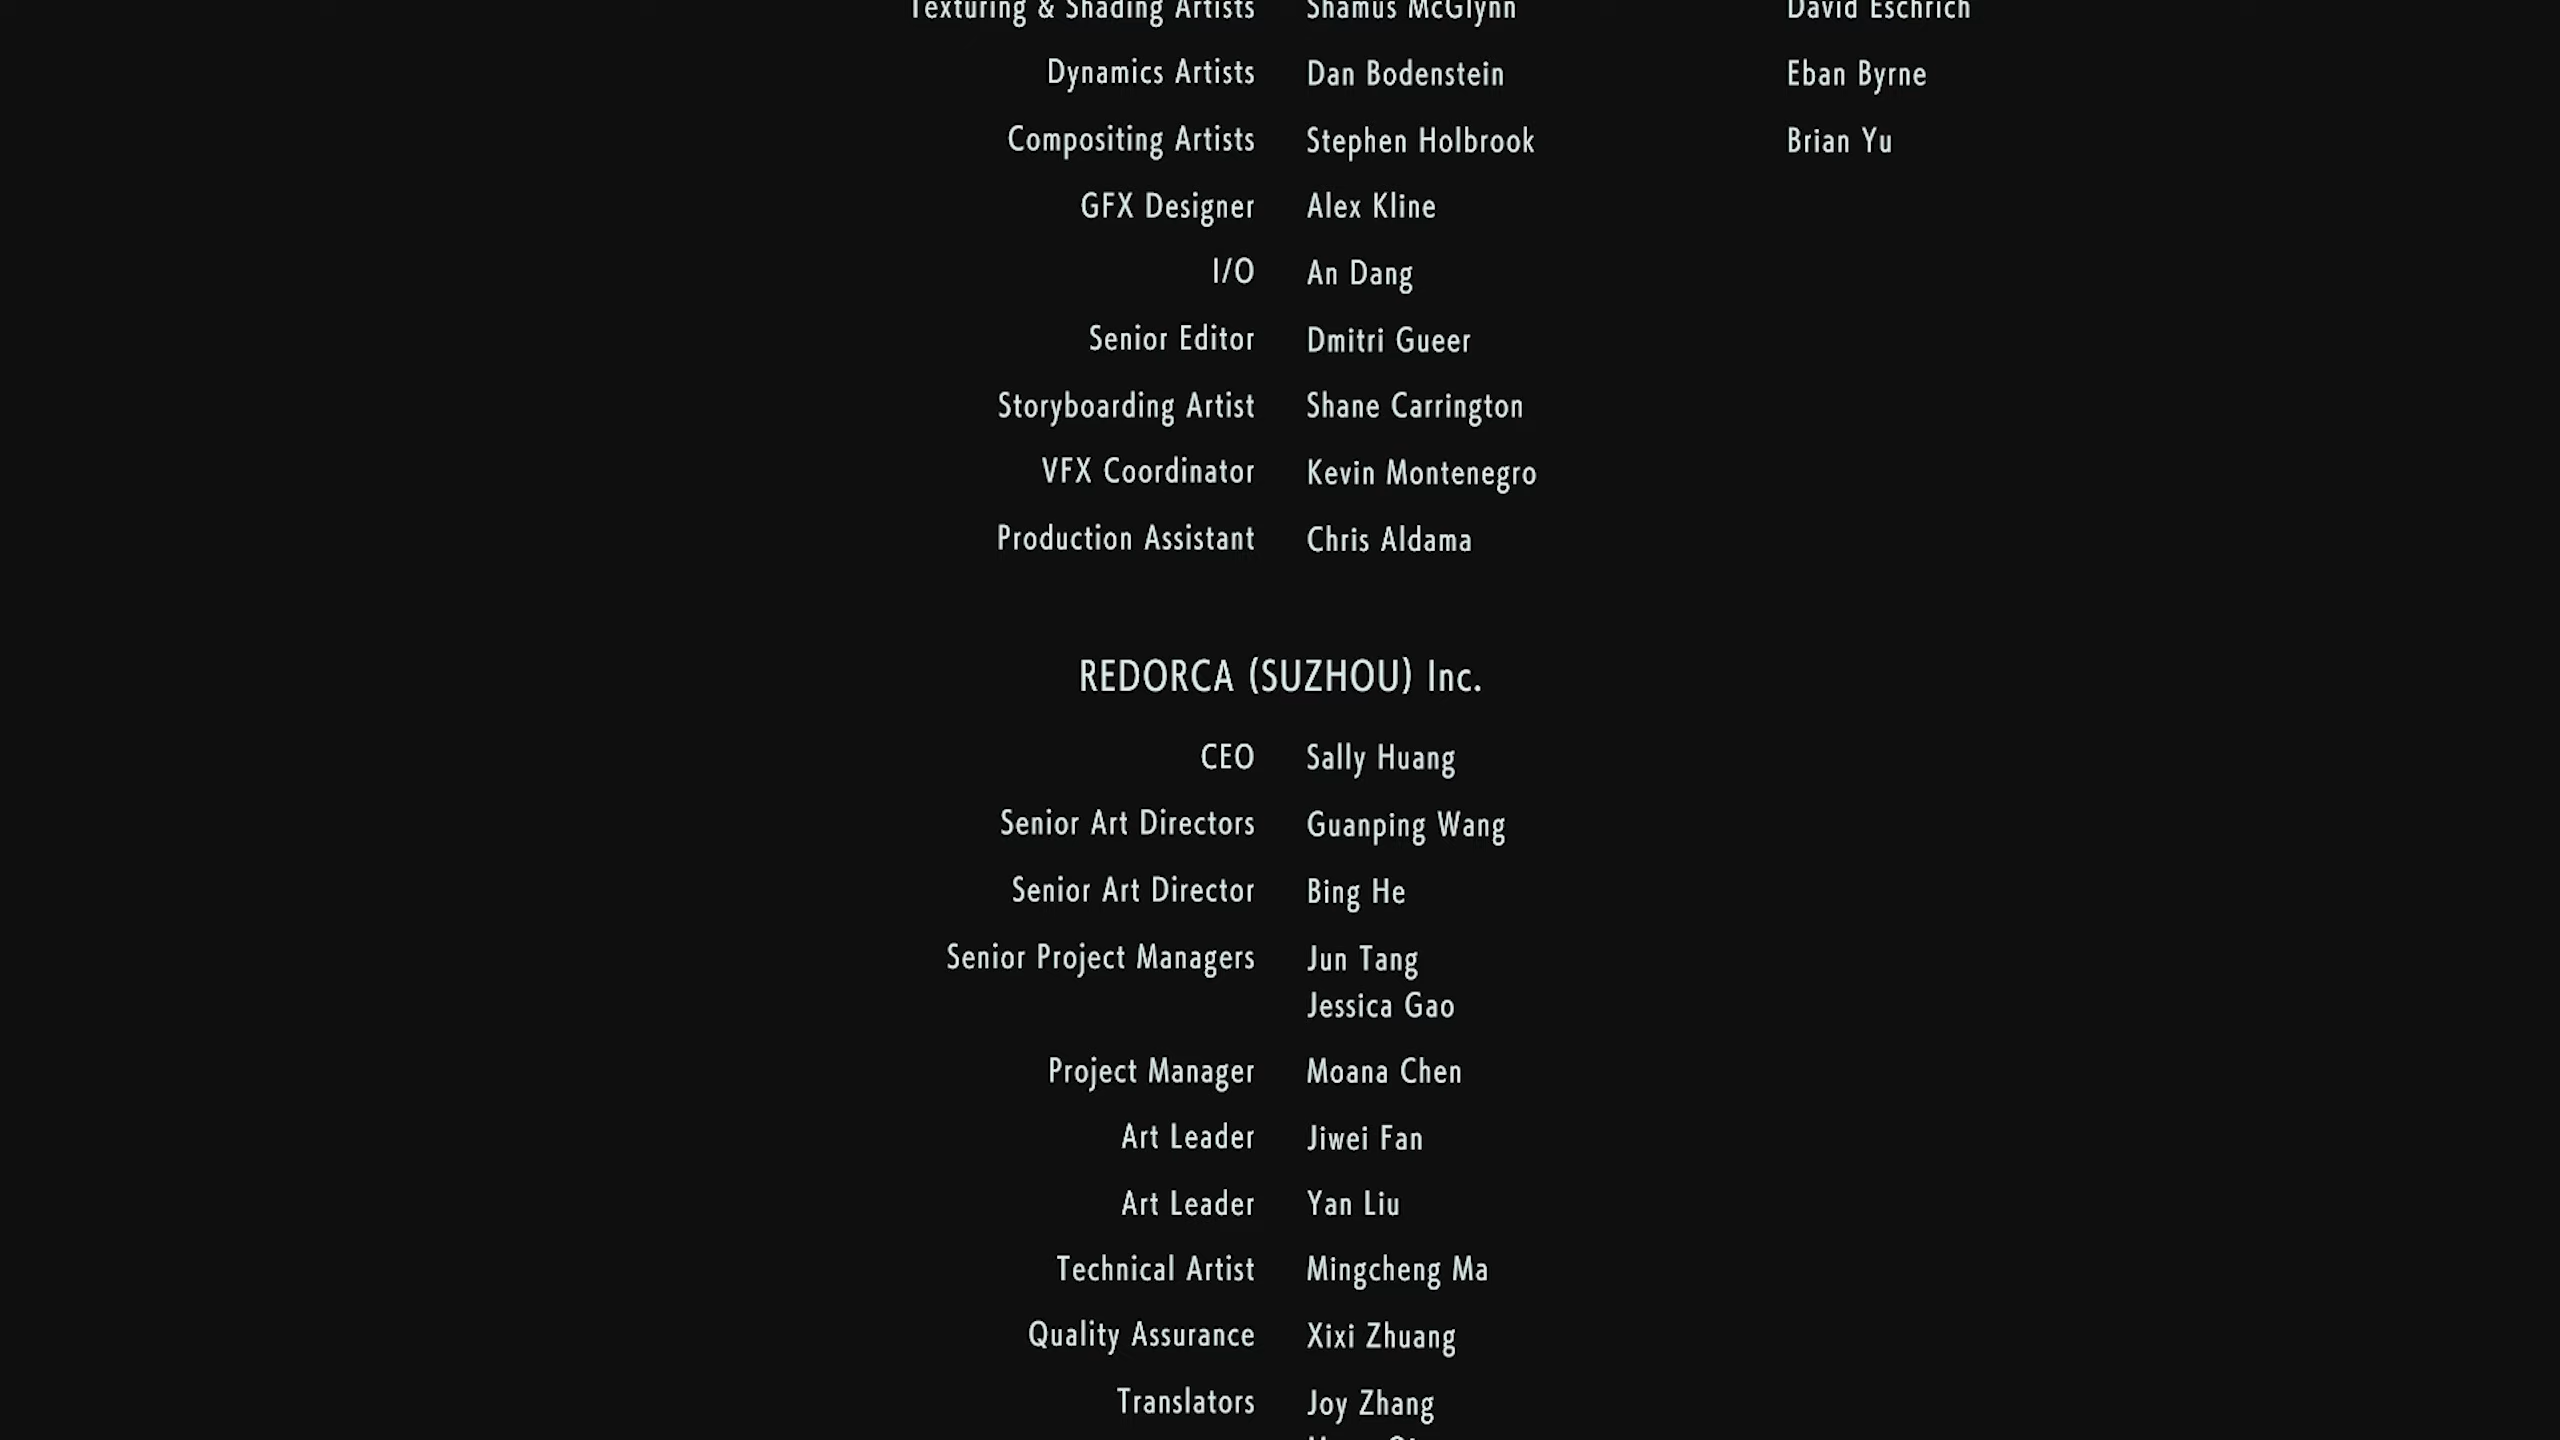 Texturing & Shading Artists Shamus McGlynn David Eschrich
Dynamics Artists Dan Bodenstein Eban Byrne
Compositing Artists Stephen Holbrook Brian Yu
GFX Designer Alex Kline
I/O An Dang
Senior Editor Dmitri Gueer
Storyboarding Artist Shane Carrington
VFX Coordinator Kevin Montenegro
Production Assistant Chris Aldama
REDORCA (SUZHOU) Inc.
CEO Sally Huang
Senior Art Directors Guanping Wang
Senior Art Director Bing He
Senior Project Managers Jun Tang
Jessica Gao
Project Manager Moana Chen
Art Leader Jiwei Fan
Art Leader Yan Liu
Technical Artist Mingcheng Ma
Quality Assurance Xixi Zhuang
Translators Joy Zhang